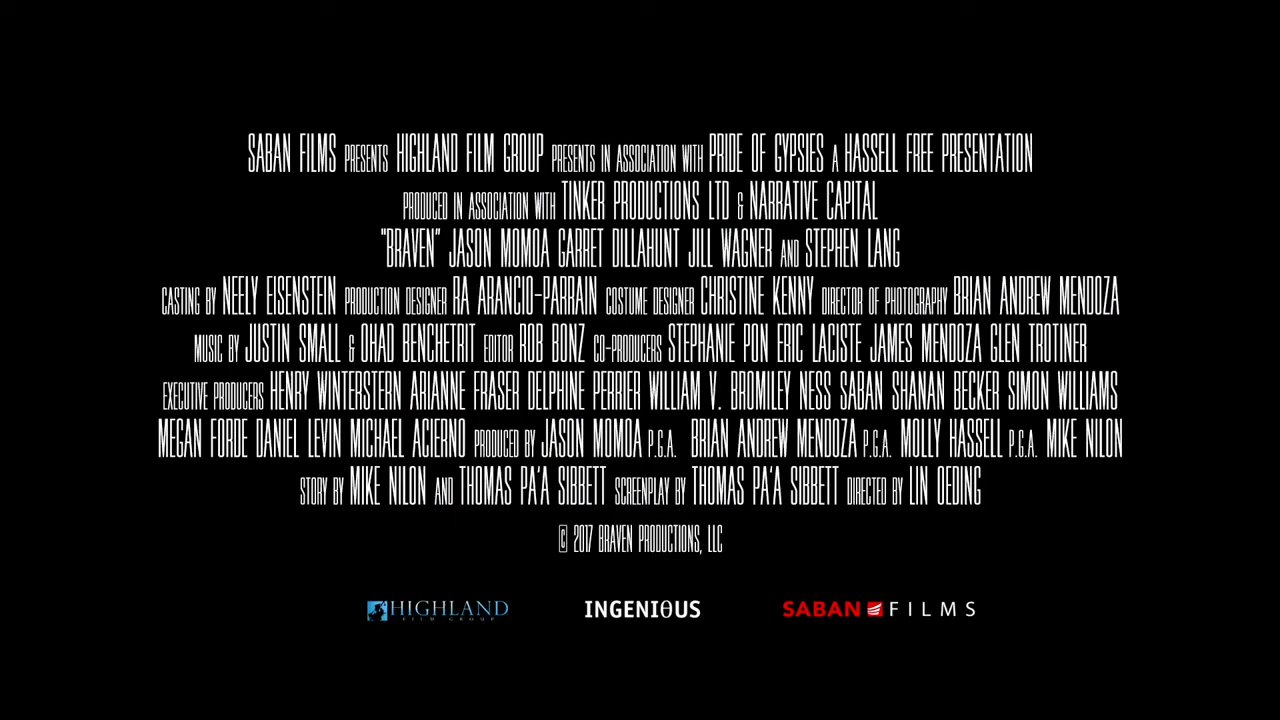 SABAN FILMS PRESENTS HIGHLAND FILM GROUP PRESENTS IN ASSOCIATION WITH PRIDE OF GYPSIES A HASSELL FREE PRESENTATION
PRODUCED IN ASSOCIATION WITH TINKER PRODUCTIONS LTD & NARRATIVE CAPITAL
"BRAVEN" JASON MOMOA GARRET DILLAHUNT JILL WAGNER AND STEPHEN LANG
CASTING BY NEELY EISENSTEIN PRODUCTION DESIGNER RA ARANCIO-PARRAIN COSTUME DESIGNER CHRISTINE KENNY DIRECTOR OF PHOTOGRAPHY BRIAN ANDREW MENDOZA
MUSIC BY JUSTIN SMALL & OHAD BENCHETRIT EDITOR ROB BONZ CO-PRODUCERS STEPHANIE PON ERIC LACISTE JAMES MENDOZA GLEN TROTINER
EXECUTIVE PRODUCERS HENRY WINTERSTERN ARIANNE FRASER DELPHINE PERRIER WILLIAM V. BROMILEY NESS SABAN SHANAN BECKER SIMON WILLIAMS
MEGAN FORDE DANIEL LEVIN MICHAEL ACIERNO PRODUCED BY JASON MOMOA P.G.A. BRIAN ANDREW MENDOZA P.G.A. MOLLY HASSELL P.G.A. MIKE NILON
STORY BY MIKE NILON AND THOMAS PA'A SIBBETT SCREENPLAY BY THOMAS PA'A SIBBETT DIRECTED BY LIN OEDING
© 2017 BRAVEN PRODUCTIONS, LLC
HIGHLAND FILM GROUP INGENIOUS SABAN FILMS